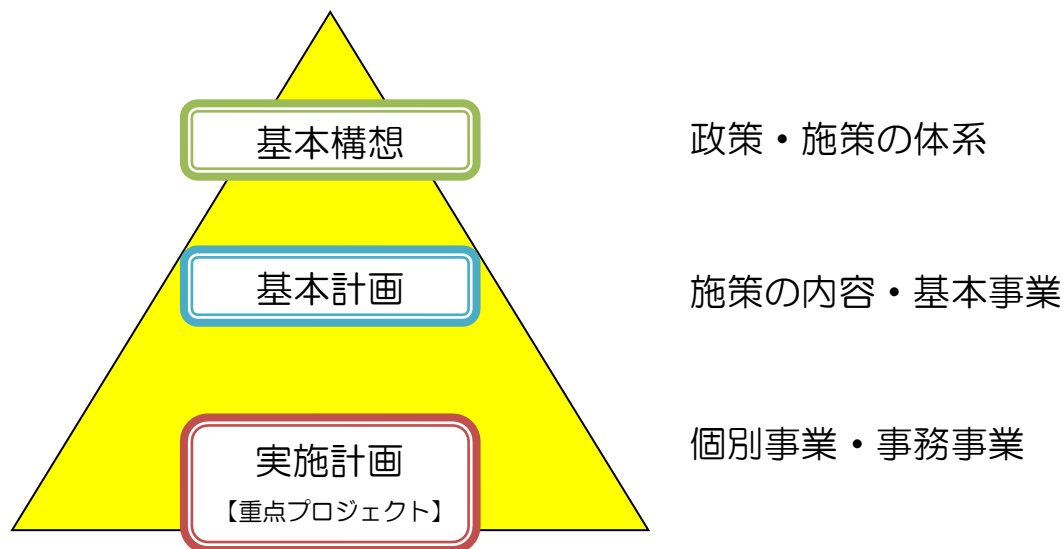 基本構想
政策・施策の体系
基本計画
施策の内容・基本事業
実施計画
【重点プロジェクト】
個別事業・事務事業